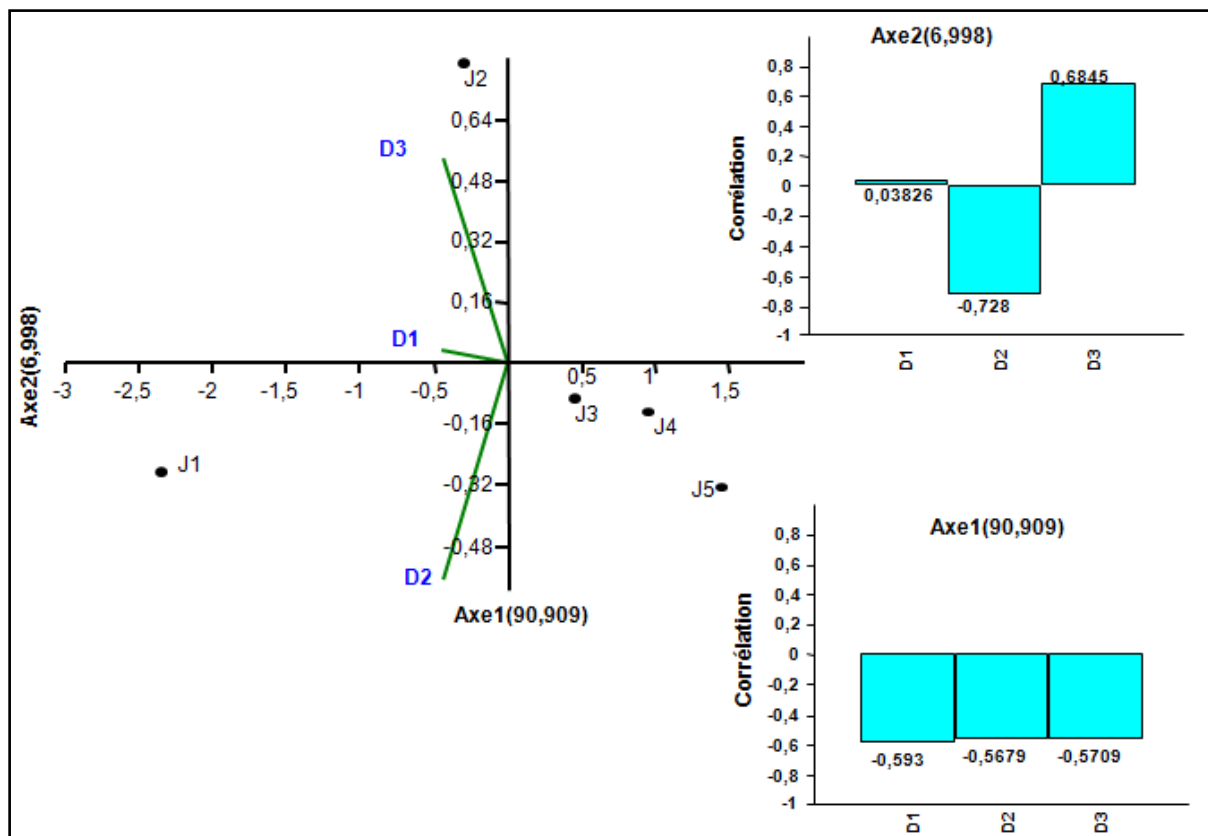 J2
D3
0,64
0,48
0,32
0,16
D1
Axe2(6,998)
-3 -2,5 -2 -1,5 -1 -0,5 0,5 1 1,5
-0,16
-0,32
-0,48
J1
J3
J4
J5
D2
Axe1(90,909)
Axe2(6,998)
Corrélation
0,8
0,6
0,4
0,2
0
-0,2
-0,4
-0,6
-0,8
-1
0,6845
0,03826
-0,728
D1 D2 D3
Axe1(90,909)
Corrélation
0,8
0,6
0,4
0,2
0
-0,2
-0,4
-0,6
-0,8
-1
-0,593 -0,5679 -0,5709
D1 D2 D3